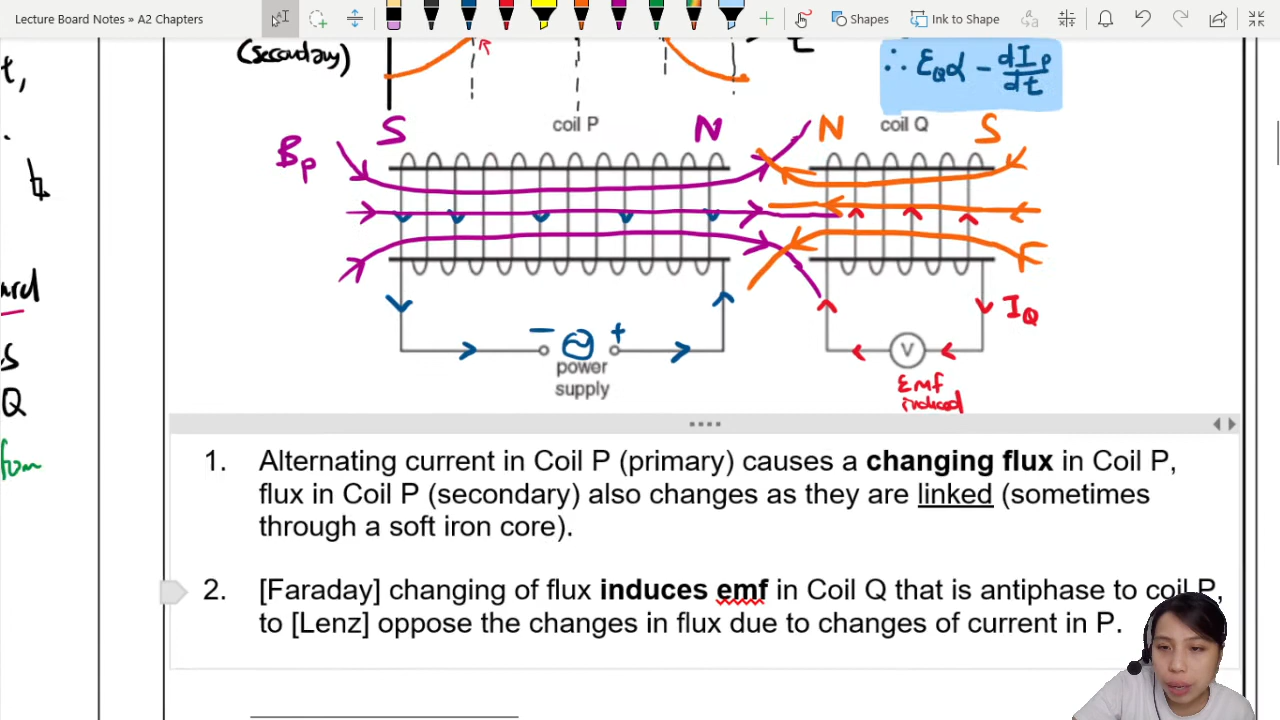 Lecture Board Notes » A2 Chapters
Shapes
Ink to Shape
(Secondary)
t
t,
∴ ε_Q α - dI_P/dt
S
coil P
N
N
coil Q
S
B_P
I_Q
- +
V
power
supply
Emf
induced
ard
S
Q
1. Alternating current in Coil P (primary) causes a changing flux in Coil P,
flux in Coil P (secondary) also changes as they are linked (sometimes
through a soft iron core).
2. [Faraday] changing of flux induces emf in Coil Q that is antiphase to coil P,
to [Lenz] oppose the changes in flux due to changes of current in P.